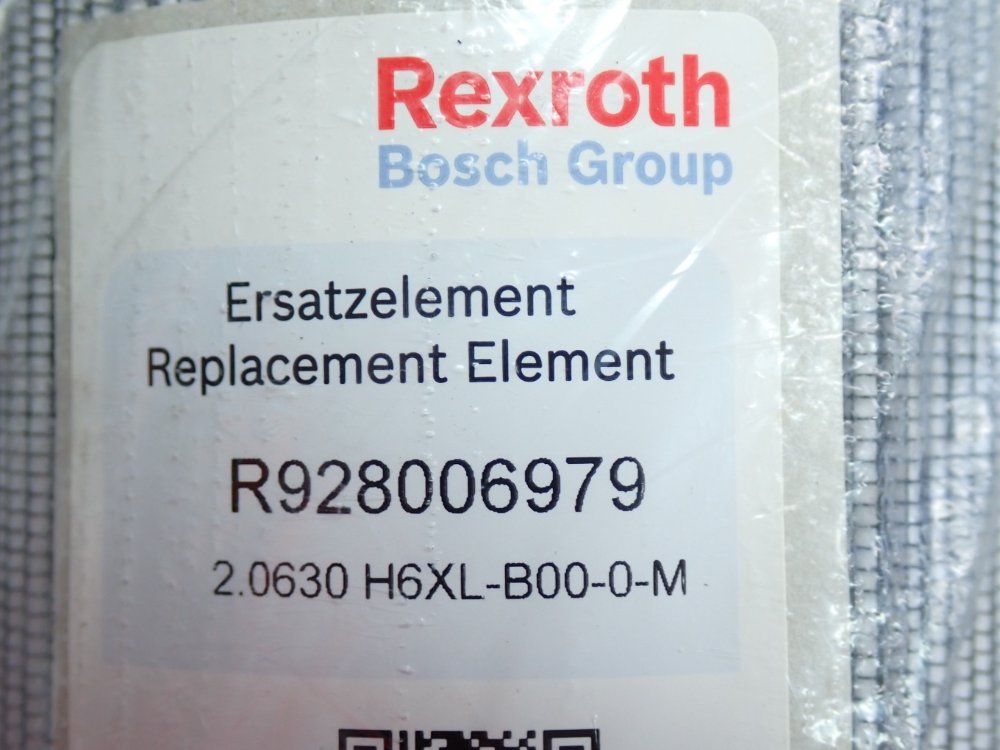 Rexroth
Bosch Group
Ersatzelement
Replacement Element
R928006979
2.0630 H6XL-B00-0-M